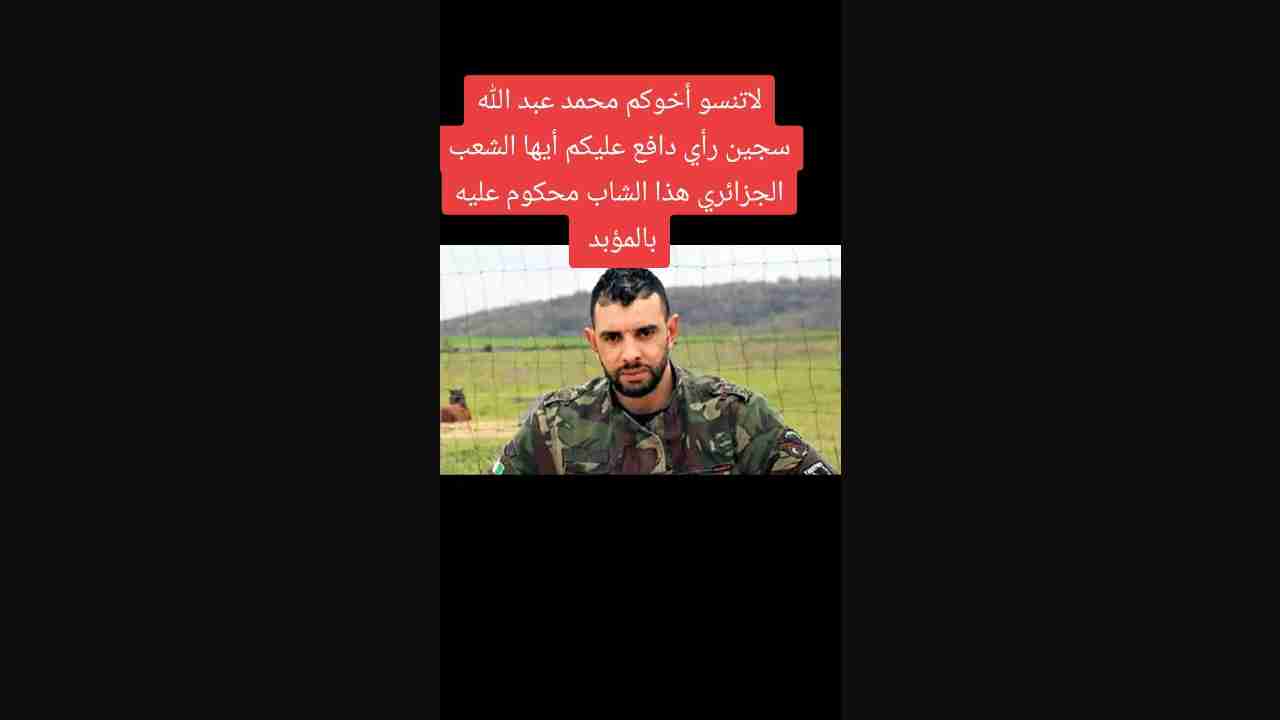 لاتنسو أخوكم محمد عبد الله
سجين رأي دافع عليكم أيها الشعب
الجزائري هذا الشاب محكوم عليه
بالمؤبد